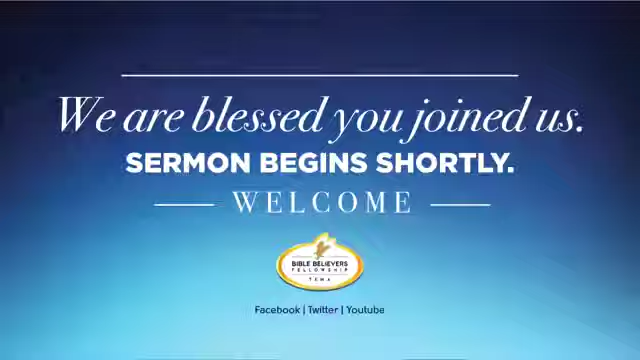 We are blessed you joined us.
SERMON BEGINS SHORTLY.
WELCOME
BIBLE BELIEVERS
FELLOWSHIP
TEMA
Facebook | Twitter | Youtube